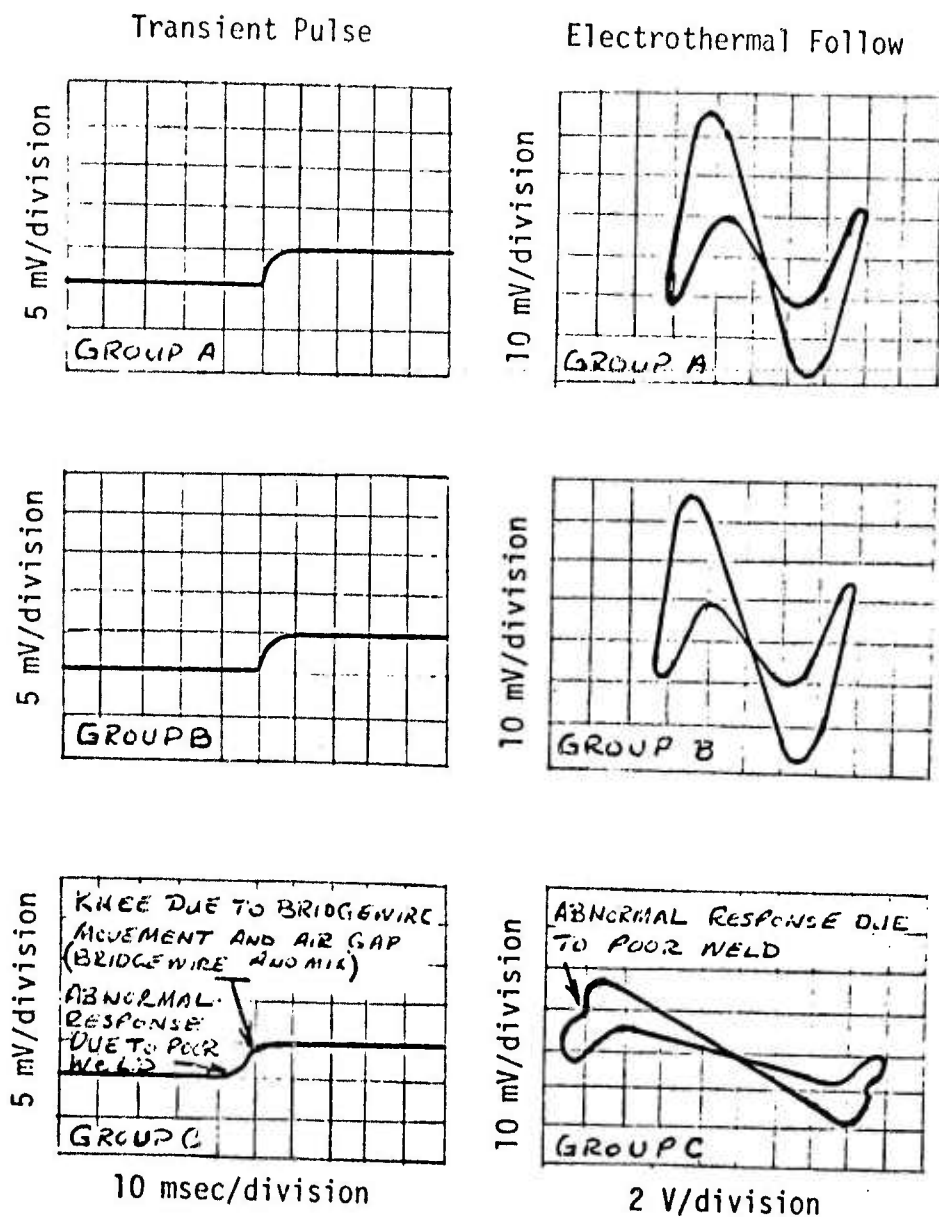 Transient Pulse
Electrothermal Follow
5 mV/division
GROUP A
10 mV/division
GROUP A
5 mV/division
GROUP B
10 mV/division
GROUP B
5 mV/division
KNEE DUE TO BRIDGEWIRE
MOVEMENT AND AIR GAP
(BRIDGEWIRE AND MIX)
ABNORMAL
RESPONSE
DUE TO POOR
WELD
GROUP C
10 msec/division
10 mV/division
ABNORMAL RESPONSE DUE
TO POOR WELD
GROUP C
2 V/division